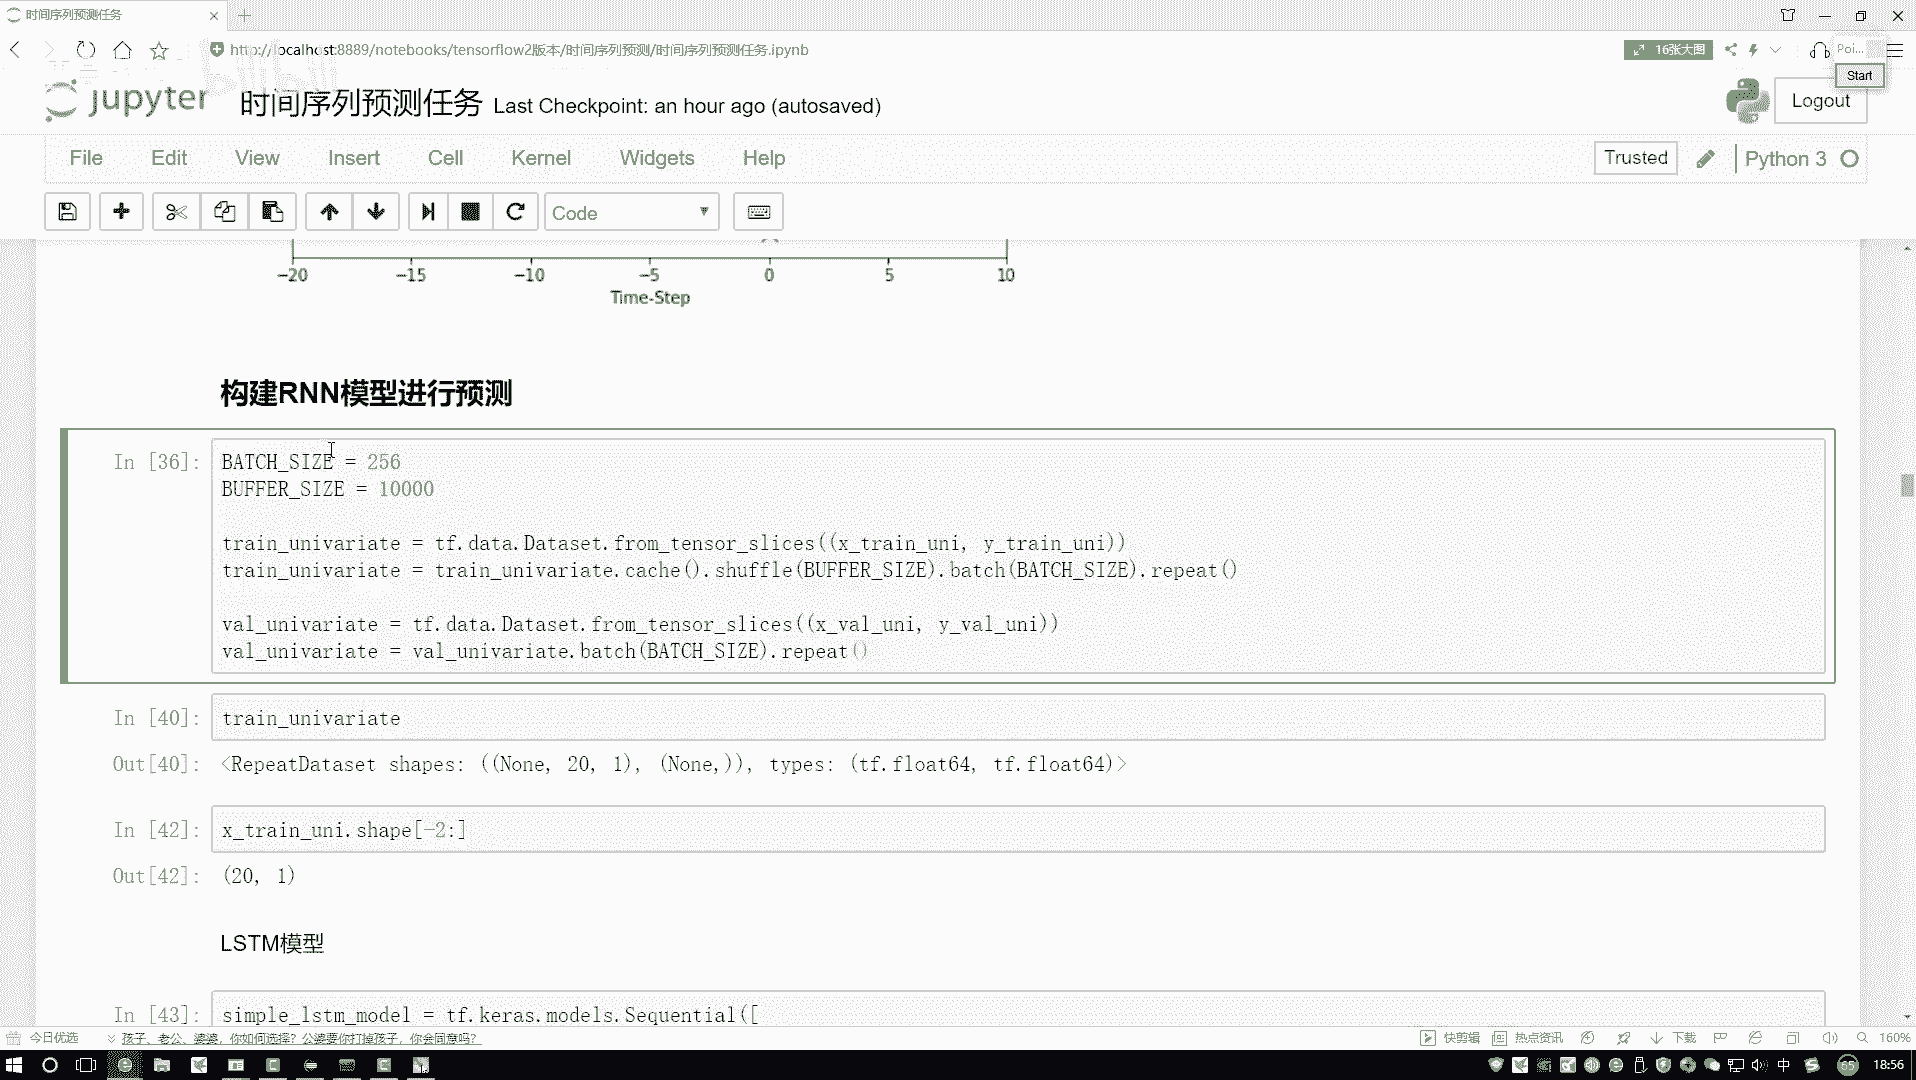 时间序列预测任务
http://localhost:8889/notebooks/tensorflow2版本/时间序列预测/时间序列预测任务.ipynb
16张大图
Poi...
Start
jupyter 时间序列预测任务 Last Checkpoint: an hour ago (autosaved)
Logout
File Edit View Insert Cell Kernel Widgets Help
Trusted
Python 3
Code
−20 −15 −10 −5 0 5 10
Time-Step
构建RNN模型进行预测
In [36]: BATCH_SIZE = 256
BUFFER_SIZE = 10000
train_univariate = tf.data.Dataset.from_tensor_slices((x_train_uni, y_train_uni))
train_univariate = train_univariate.cache().shuffle(BUFFER_SIZE).batch(BATCH_SIZE).repeat()
val_univariate = tf.data.Dataset.from_tensor_slices((x_val_uni, y_val_uni))
val_univariate = val_univariate.batch(BATCH_SIZE).repeat()
In [40]: train_univariate
Out[40]: <RepeatDataset shapes: ((None, 20, 1), (None,)), types: (tf.float64, tf.float64)>
In [42]: x_train_uni.shape[-2:]
Out[42]: (20, 1)
LSTM模型
In [43]: simple_lstm_model = tf.keras.models.Sequential([
今日优选
孩子、老公、婆婆，你如何选择？公婆要你打掉孩子，你会同意吗？
快剪辑
热点资讯
下载
160%
中
65
18:56